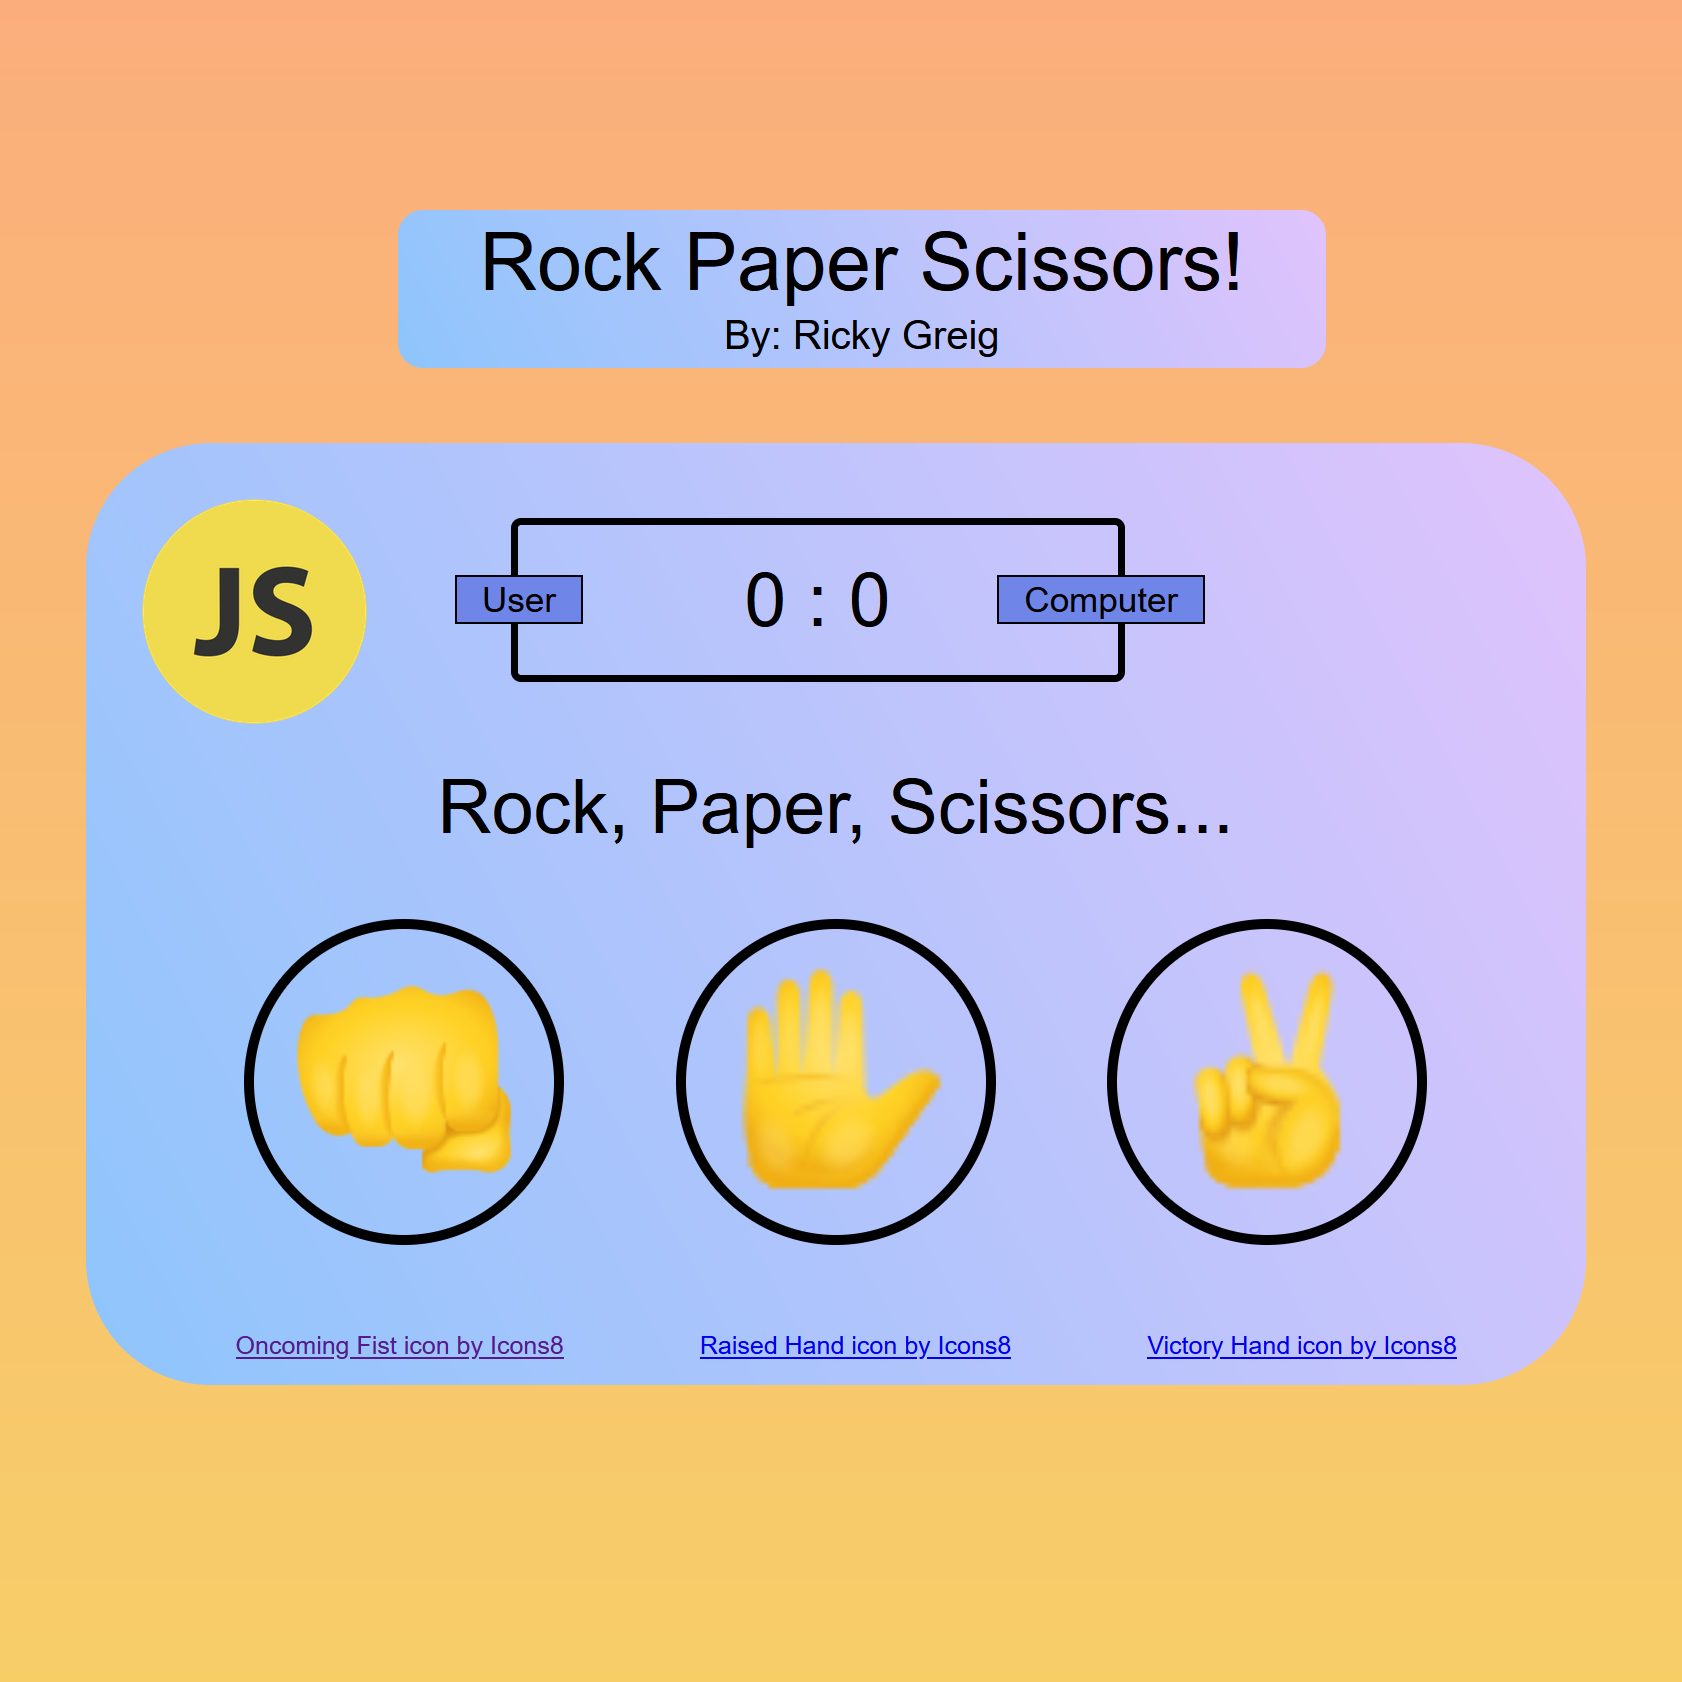 Rock Paper Scissors!
By: Ricky Greig
JS
User
0 : 0
Computer
Rock, Paper, Scissors...
Oncoming Fist icon by Icons8
Raised Hand icon by Icons8
Victory Hand icon by Icons8